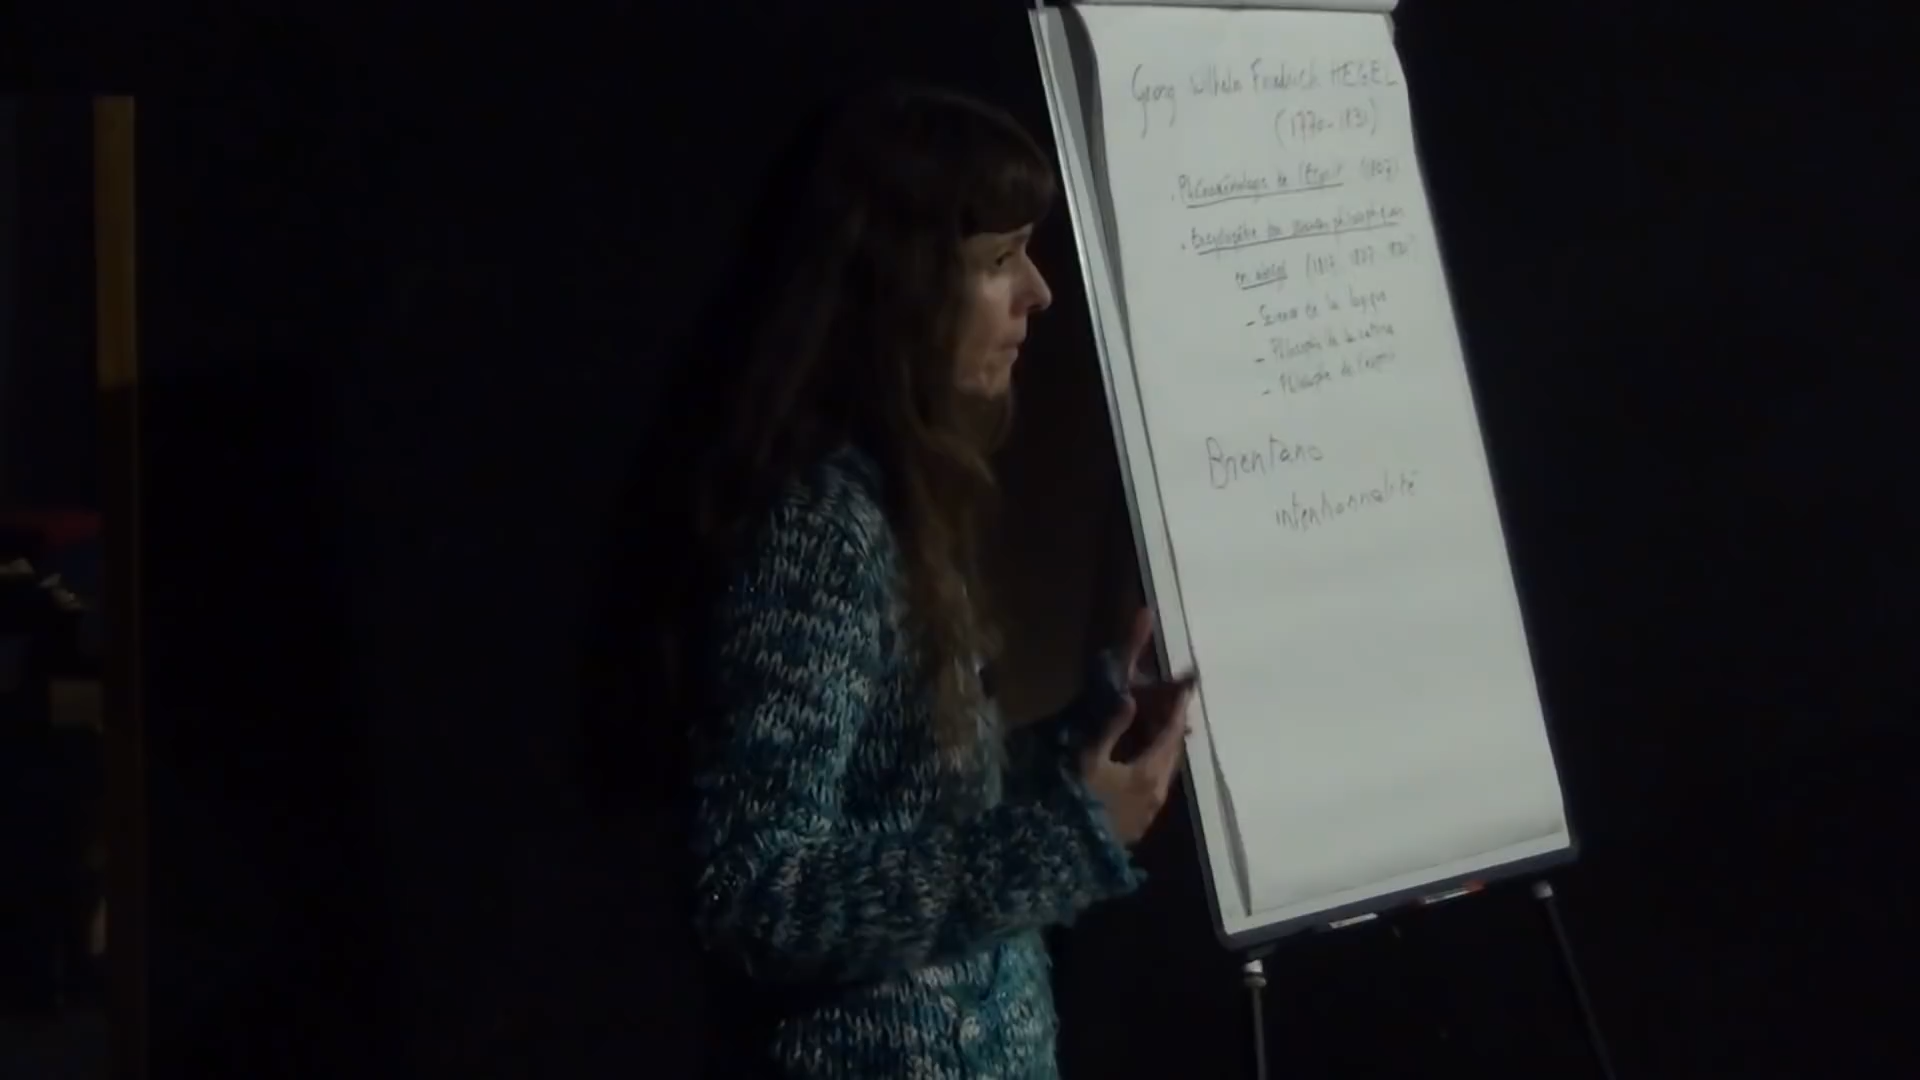 Georg Wilhelm Friedrich HEGEL
(1770-1831)
. Phénoménologie de l'Esprit (1807)
. Encyclopédie des sciences philosophiques
en abrégé (1817, 1827, 1830)
- Science de la logique
- Philosophie de la nature
- Philosophie de l'esprit
Brentano
intentionnalité